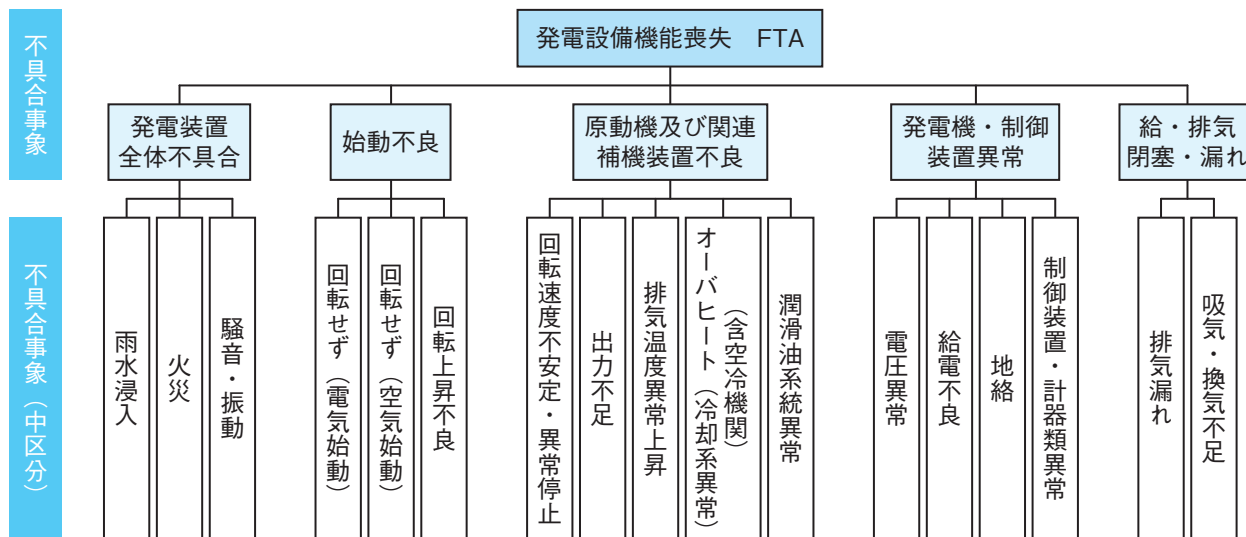 不具合事象
発電設備機能喪失　FTA
発電装置
全体不具合
始動不良
原動機及び関連
補機装置不良
発電機・制御
装置異常
給・排気
閉塞・漏れ
不具合事象（中区分）
雨水浸入
火災
騒音・振動
回転せず（電気始動）
回転せず（空気始動）
回転上昇不良
回転速度不安定・異常停止
出力不足
排気温度異常上昇
オーバヒート（冷却系異常）
（含空冷機関）
潤滑油系統異常
電圧異常
給電不良
地絡
制御装置・計器類異常
排気漏れ
吸気・換気不足